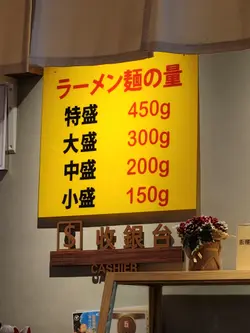 ラーメン麺の量
特盛 450g
大盛 300g
中盛 200g
小盛 150g
$ 收銀台
CASHIER